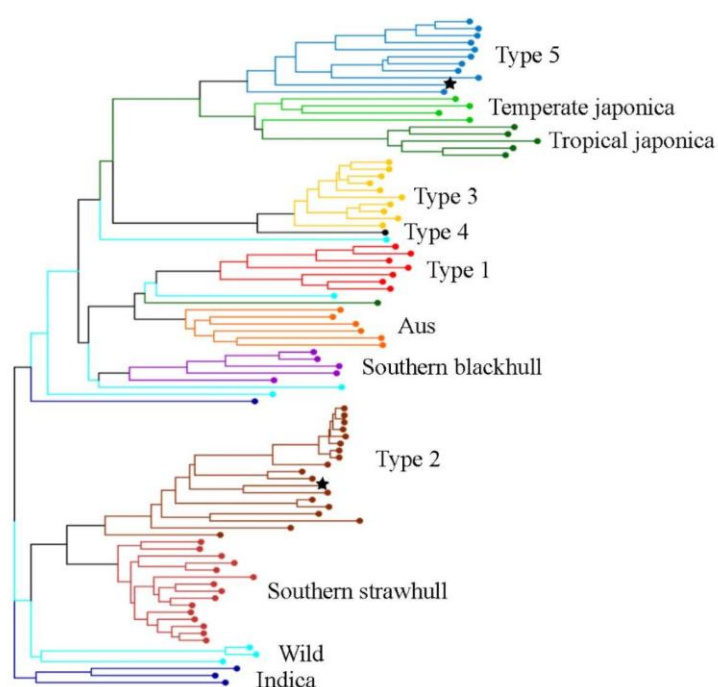 Type 5
Temperate japonica
Tropical japonica
Type 3
Type 4
Type 1
Aus
Southern blackhull
Type 2
Southern strawhull
Wild
Indica